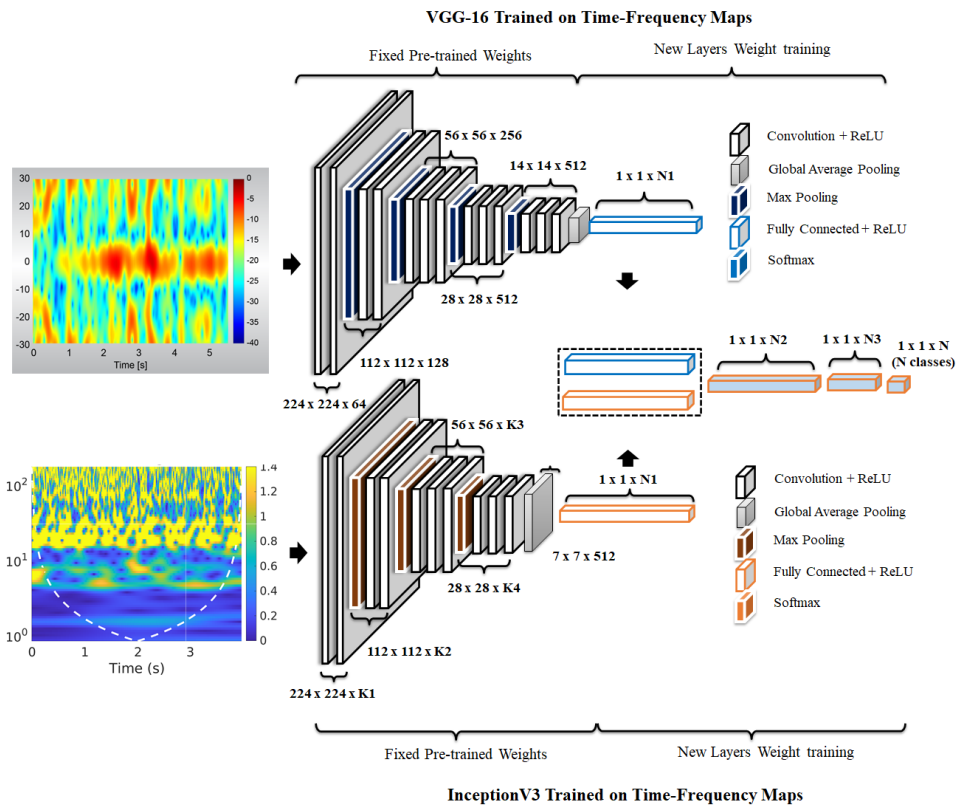 VGG-16 Trained on Time-Frequency Maps
Fixed Pre-trained Weights
New Layers Weight training
56 x 56 x 256
14 x 14 x 512
1 x 1 x N1
28 x 28 x 512
112 x 112 x 128
224 x 224 x 64
Convolution + ReLU
Global Average Pooling
Max Pooling
Fully Connected + ReLU
Softmax
30
20
10
0
-10
-20
-30
0
1
2
3
4
5
Time [s]
0
-5
-10
-15
-20
-25
-30
-35
-40
1 x 1 x N2
1 x 1 x N3
1 x 1 x N
(N classes)
56 x 56 x K3
1 x 1 x N1
7 x 7 x 512
28 x 28 x K4
112 x 112 x K2
224 x 224 x K1
Convolution + ReLU
Global Average Pooling
Max Pooling
Fully Connected + ReLU
Softmax
10²
10¹
10⁰
0
1
2
3
Time (s)
1.4
1.2
1
0.8
0.6
0.4
0.2
0
Fixed Pre-trained Weights
New Layers Weight training
InceptionV3 Trained on Time-Frequency Maps